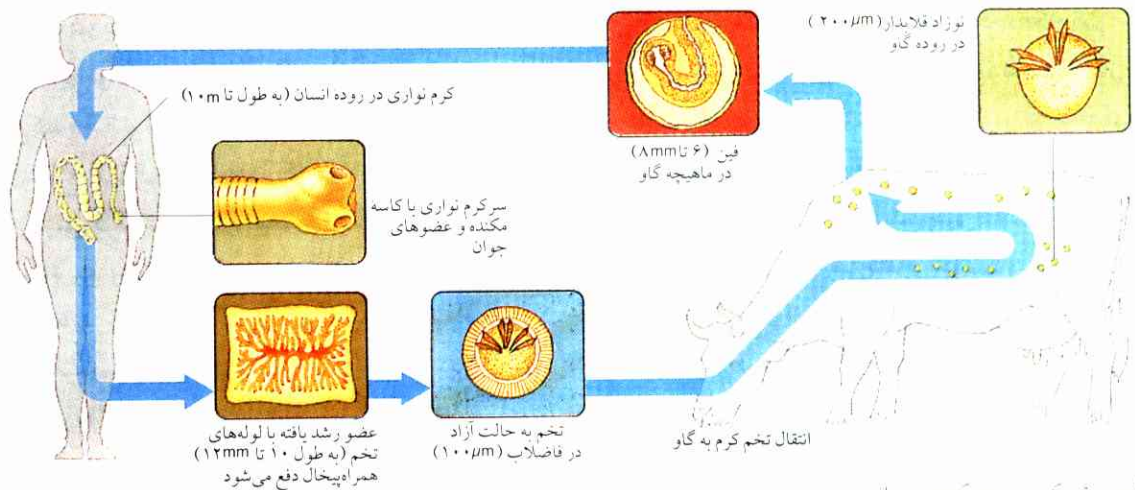 نوزاد قلابدار (۲۰۰µm)
در روده گاو
کرم نواری در روده انسان (به طول تا ۱۰m)
فین (۶ تا ۸mm)
در ماهیچه گاو
سرکرم نواری با کاسه
مکنده و عضوهای
جوان
عضو رشد یافته با لوله‌های
تخم (به طول ۱۰ تا ۱۲mm)
همراه پیخال دفع می‌شود
تخم به حالت آزاد
در فاضلاب (۱۰۰µm)
انتقال تخم کرم به گاو